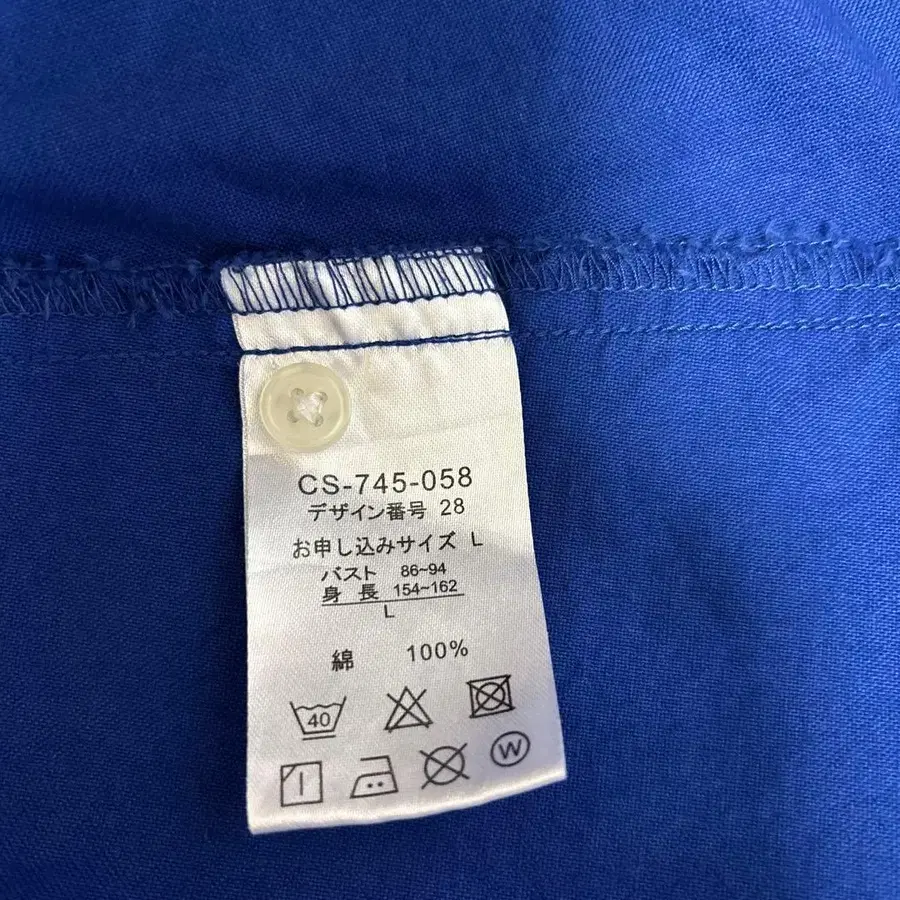 CS-745-058
デザイン番号 28
お申し込みサイズ L
バスト 86~94
身長 154~162
L
綿 100%
40
W